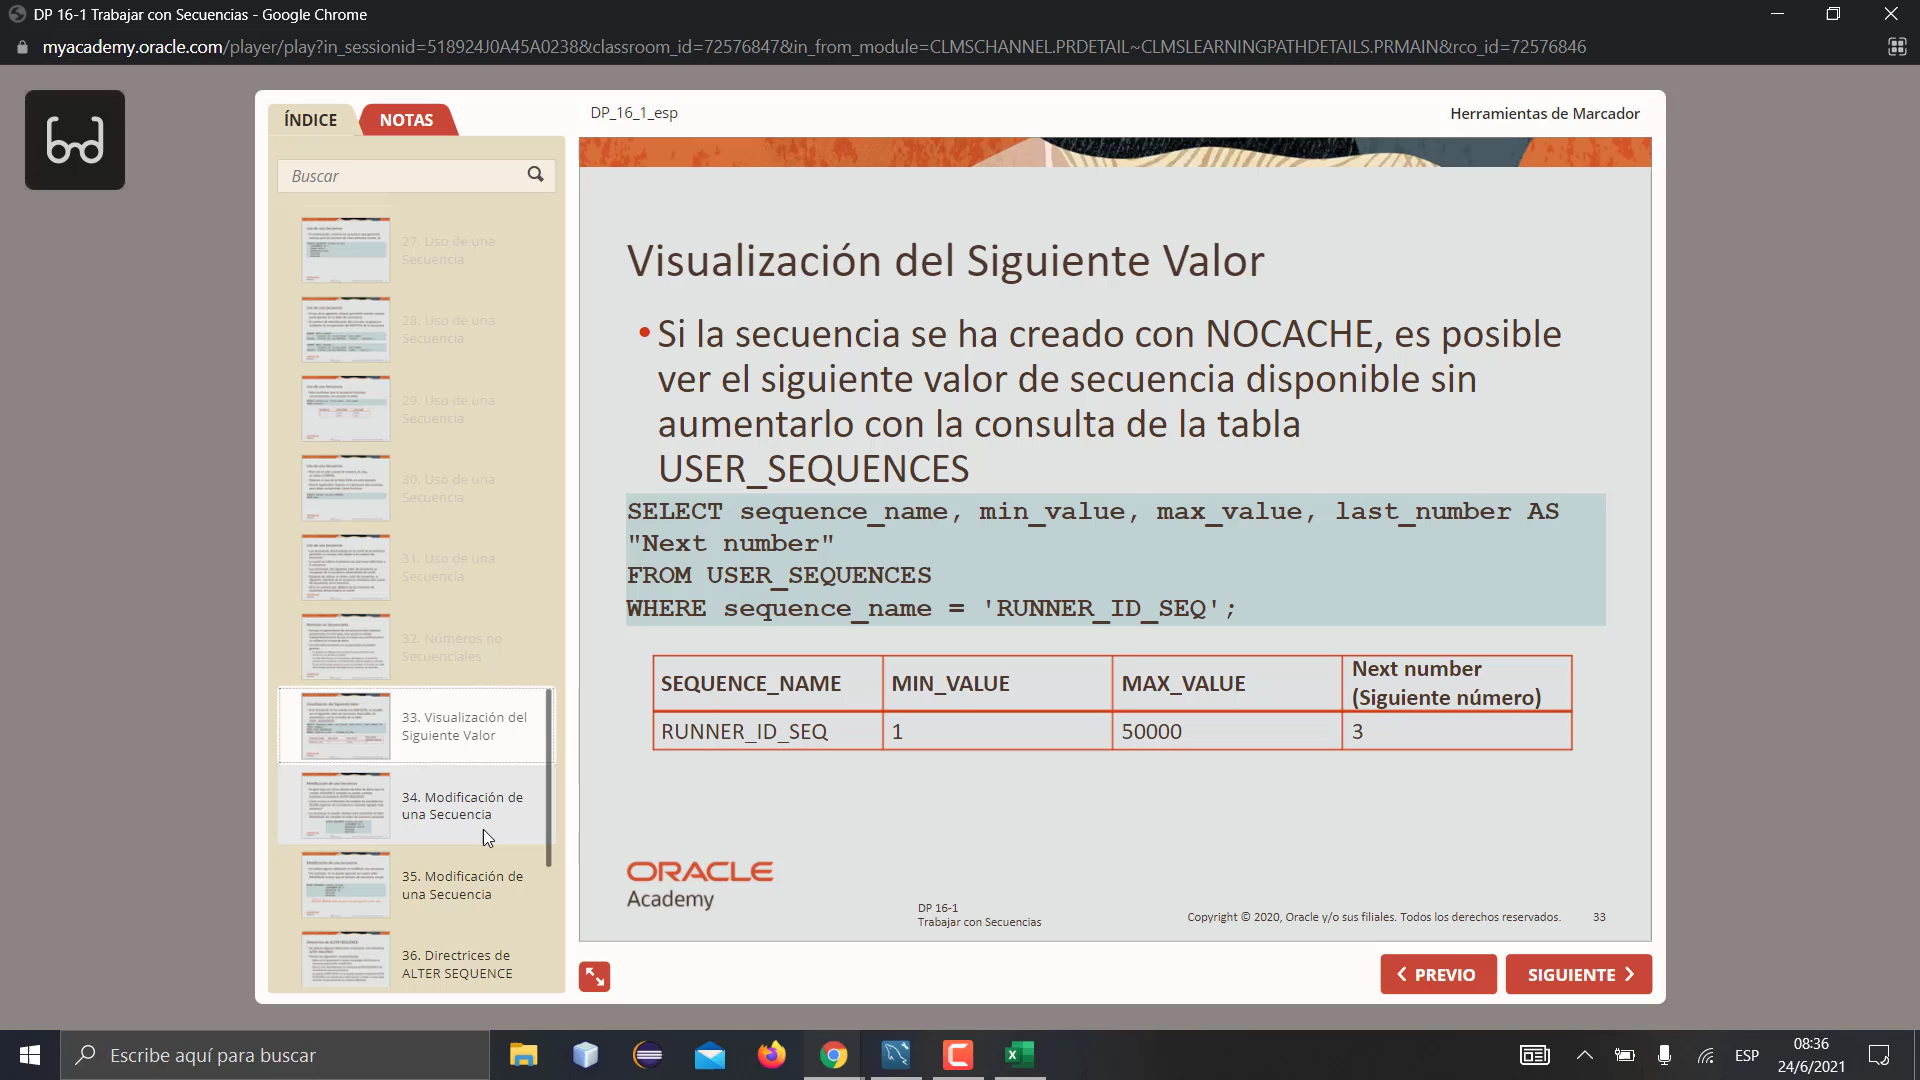 DP 16-1 Trabajar con Secuencias - Google Chrome
myacademy.oracle.com/player/play?in_sessionid=518924J0A45A0238&classroom_id=72576847&in_from_module=CLMSCHANNEL.PRDETAIL~CLMSLEARNINGPATHDETAILS.PRMAIN&rco_id=72576846
ÍNDICE
NOTAS
DP_16_1_esp
Herramientas de Marcador
Buscar
27. Uso de una
Secuencia
28. Uso de una
Secuencia
29. Uso de una
Secuencia
30. Uso de una
Secuencia
31. Uso de una
Secuencia
32. Números no
Secuenciales
33. Visualización del
Siguiente Valor
34. Modificación de
una Secuencia
35. Modificación de
una Secuencia
36. Directrices de
ALTER SEQUENCE
Visualización del Siguiente Valor
• Si la secuencia se ha creado con NOCACHE, es posible
ver el siguiente valor de secuencia disponible sin
aumentarlo con la consulta de la tabla
USER_SEQUENCES
SELECT sequence_name, min_value, max_value, last_number AS
"Next number"
FROM USER_SEQUENCES
WHERE sequence_name = 'RUNNER_ID_SEQ';
SEQUENCE_NAME MIN_VALUE MAX_VALUE Next number
(Siguiente número)
RUNNER_ID_SEQ 1 50000 3
ORACLE
Academy
DP 16-1
Trabajar con Secuencias
Copyright © 2020, Oracle y/o sus filiales. Todos los derechos reservados.
33
PREVIO
SIGUIENTE
Escribe aquí para buscar
ESP
08:36
24/6/2021